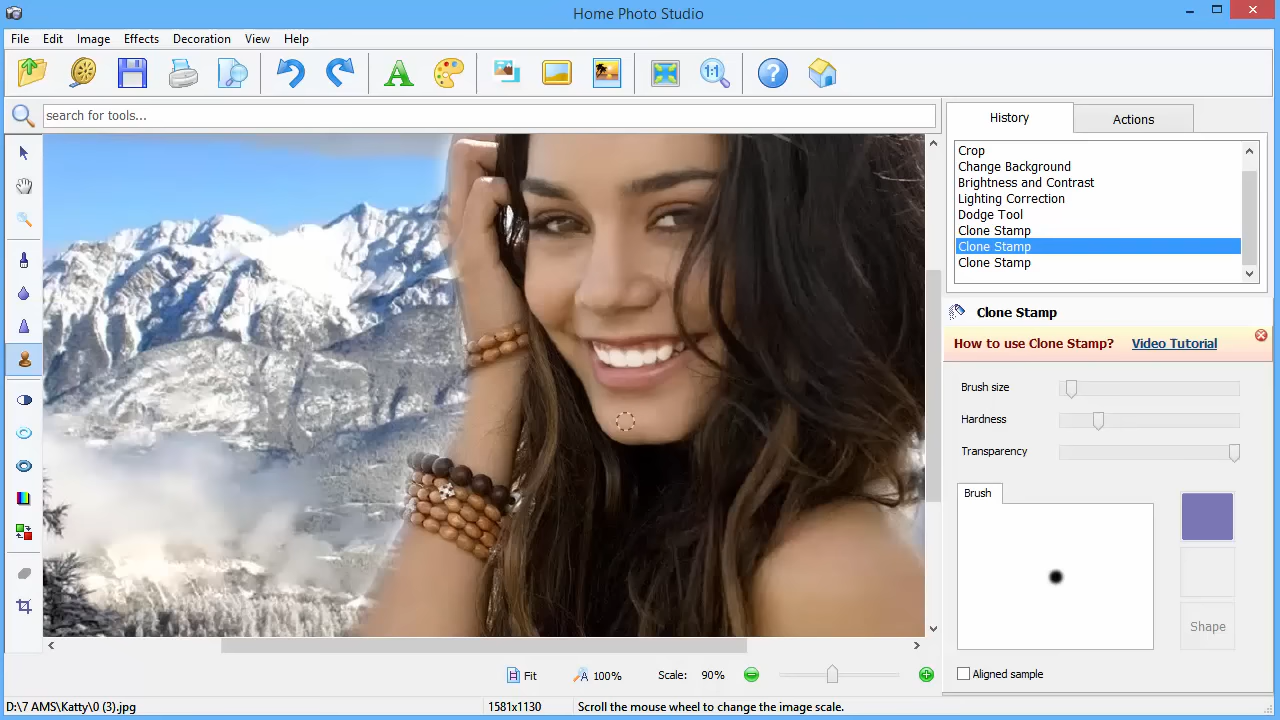 Home Photo Studio
File Edit Image Effects Decoration View Help
A 1:1 ?
search for tools...
History Actions
Crop
Change Background
Brightness and Contrast
Lighting Correction
Dodge Tool
Clone Stamp
Clone Stamp
Clone Stamp
Clone Stamp
How to use Clone Stamp? Video Tutorial
Brush size
Hardness
Transparency
Brush
Shape
Aligned sample
Fit 100% Scale: 90%
D:\7 AMS\Katty\0 (3).jpg 1581x1130 Scroll the mouse wheel to change the image scale.